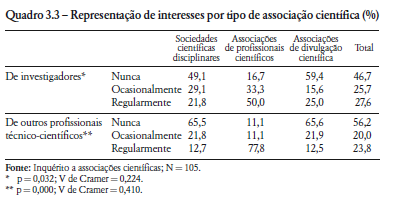 Quadro 3.3 – Representação de interesses por tipo de associação científica (%)
Sociedades científicas disciplinares Associações de profissionais científicos Associações de divulgação científica Total
De investigadores* Nunca 49,1 16,7 59,4 46,7
Ocasionalmente 29,1 33,3 15,6 25,7
Regularmente 21,8 50,0 25,0 27,6
De outros profissionais técnico-científicos** Nunca 65,5 11,1 65,6 56,2
Ocasionalmente 21,8 11,1 21,9 20,0
Regularmente 12,7 77,8 12,5 23,8
Fonte: Inquérito a associações científicas; N = 105.
* p = 0,032; V de Cramer = 0,224.
** p = 0,000; V de Cramer = 0,410.